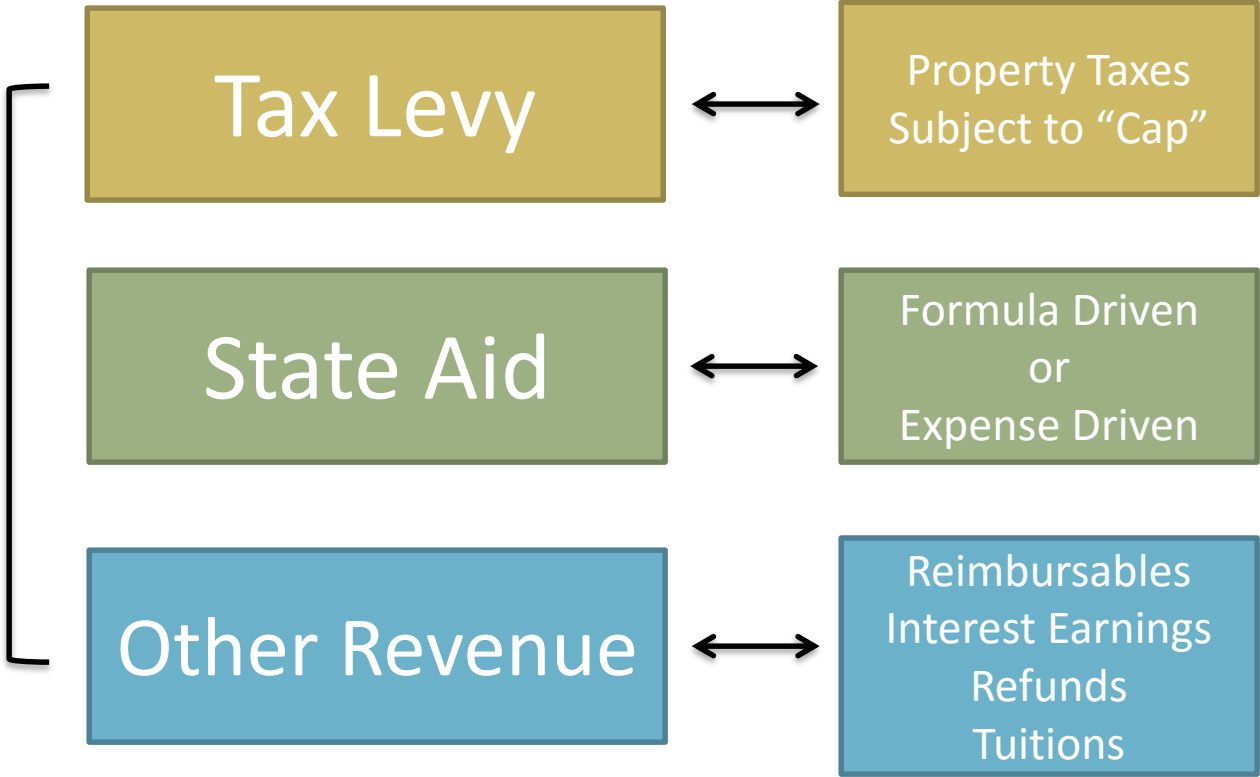 Tax Levy
Property Taxes
Subject to “Cap”
State Aid
Formula Driven
or
Expense Driven
Other Revenue
Reimbursables
Interest Earnings
Refunds
Tuitions